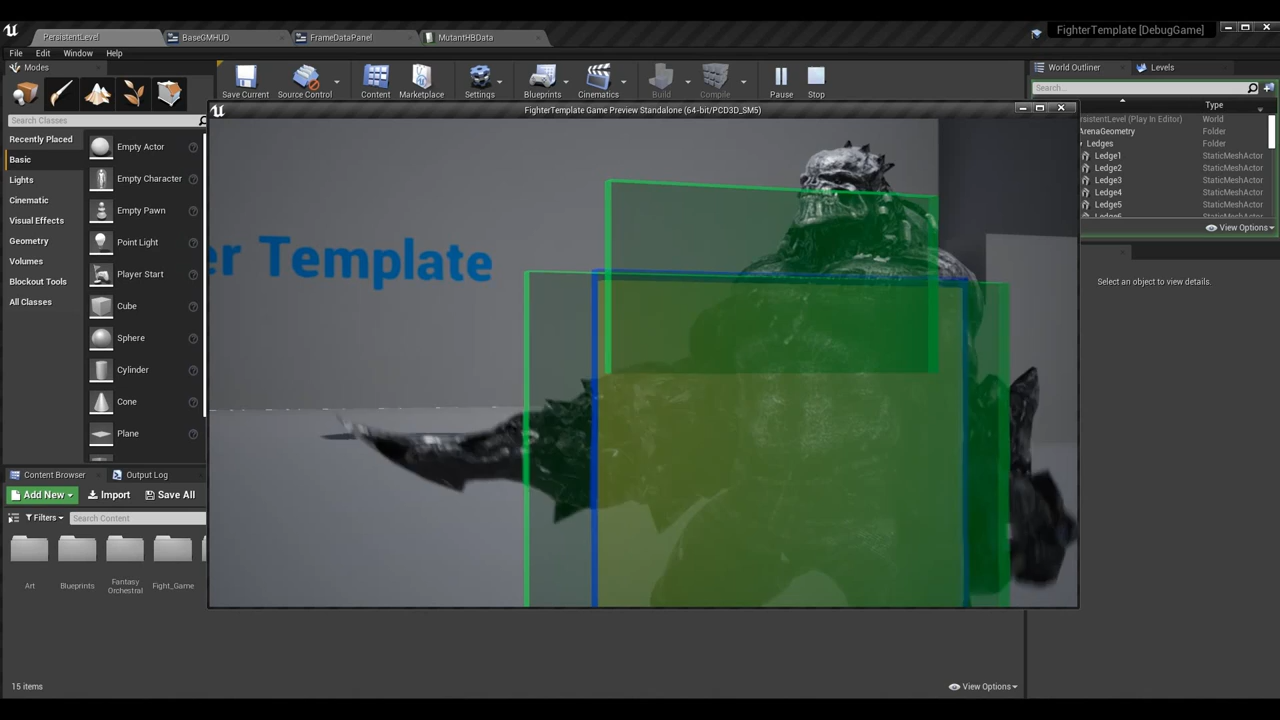 PersistentLevel
BaseGMHUD
FrameDataPanel
MutantHBData
FighterTemplate [DebugGame]
File Edit Window Help
Modes
Search Classes
Recently Placed
Basic
Lights
Cinematic
Visual Effects
Geometry
Volumes
Blockout Tools
All Classes
Empty Actor
Empty Character
Empty Pawn
Point Light
Player Start
Cube
Sphere
Cylinder
Cone
Plane
Save Current
Source Control
Content
Marketplace
Settings
Blueprints
Cinematics
Build
Compile
Pause
Stop
FighterTemplate Game Preview Standalone (64-bit/PCD3D_SM5)
er Template
World Outliner
Levels
Search...
Type
rsistentLevel (Play In Editor) World
ArenaGeometry Folder
Ledges Folder
Ledge1 StaticMeshActor
Ledge2 StaticMeshActor
Ledge3 StaticMeshActor
Ledge4 StaticMeshActor
Ledge5 StaticMeshActor
View Options
Select an object to view details.
Content Browser
Output Log
Add New
Import
Save All
Filters
Search Content
Art
Blueprints
Fantasy
Orchestral
Fight_Game
15 items
View Options